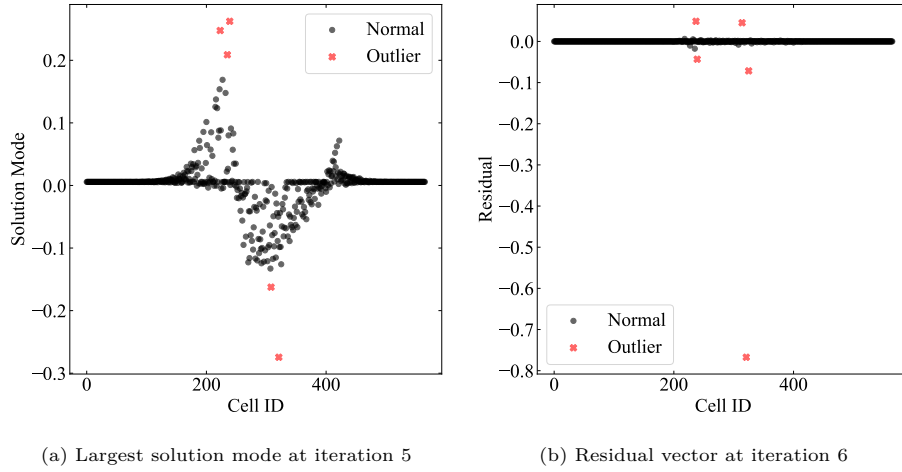 Solution Mode
0.2
0.1
0.0
−0.1
−0.2
−0.3
0
200
400
Cell ID
Normal
Outlier
(a) Largest solution mode at iteration 5
Residual
0.0
−0.1
−0.2
−0.3
−0.4
−0.5
−0.6
−0.7
−0.8
0
200
400
Cell ID
Normal
Outlier
(b) Residual vector at iteration 6